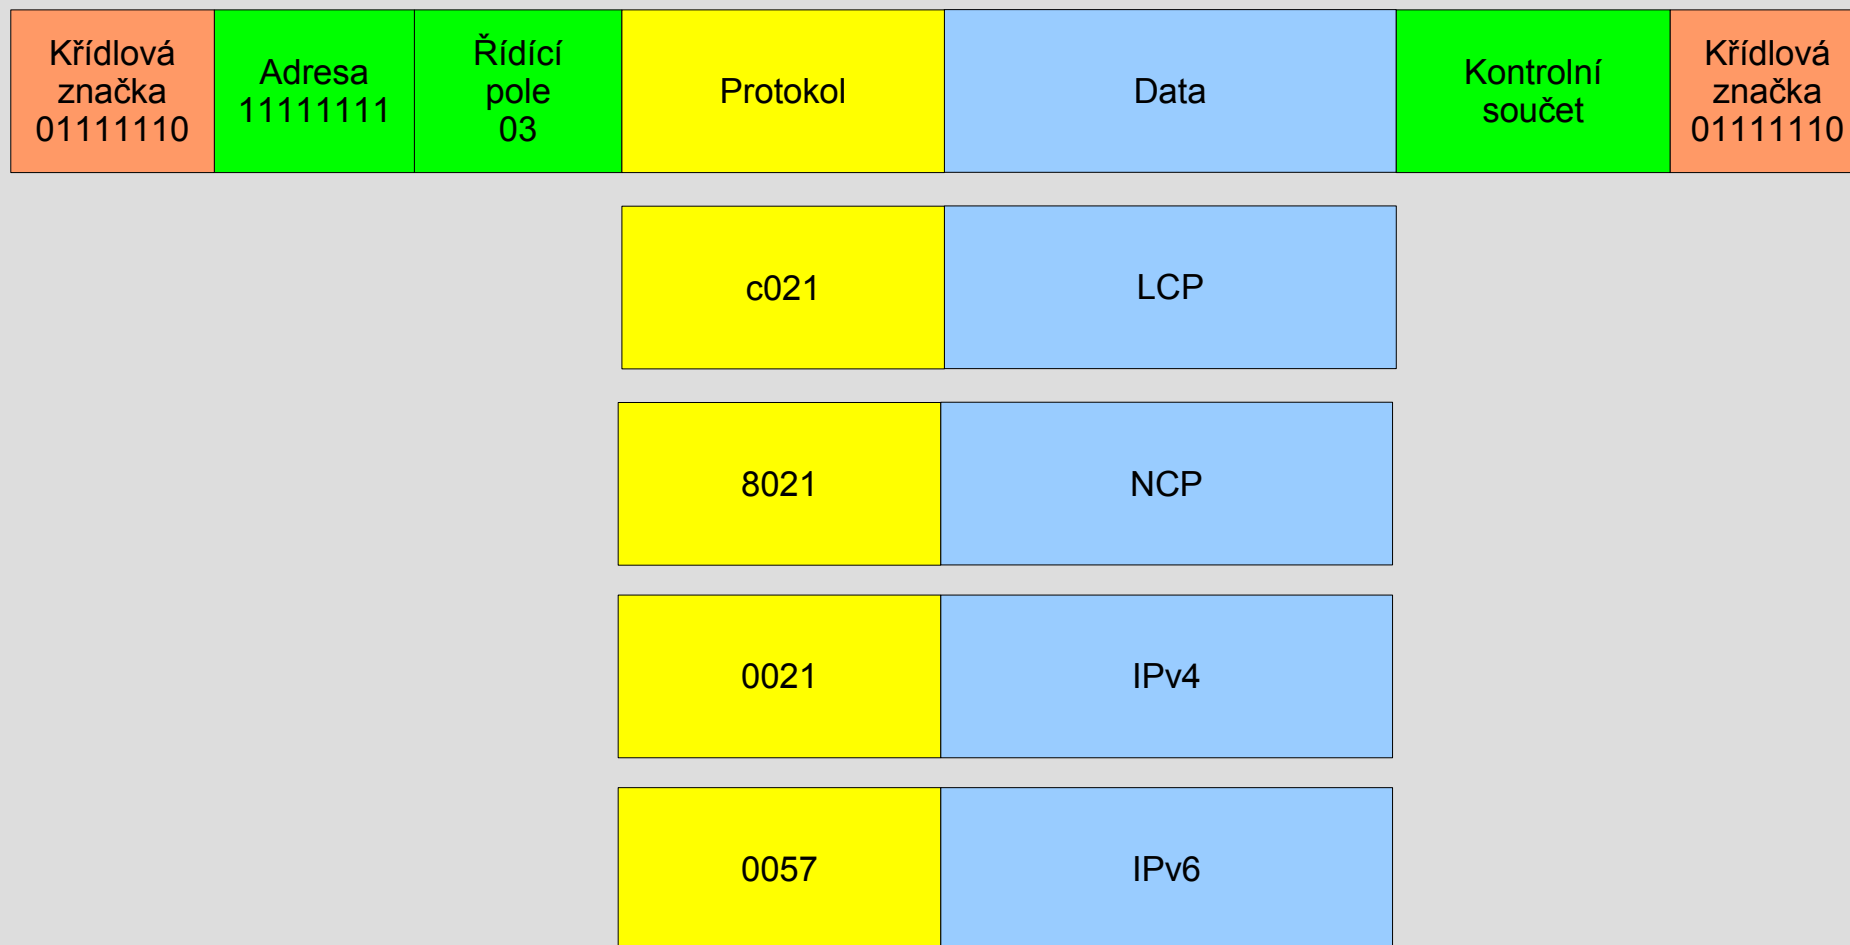 Křídlová
značka
01111110
Adresa
11111111
Řídící
pole
03
Protokol
Data
Kontrolní
součet
Křídlová
značka
01111110
c021
LCP
8021
NCP
0021
IPv4
0057
IPv6